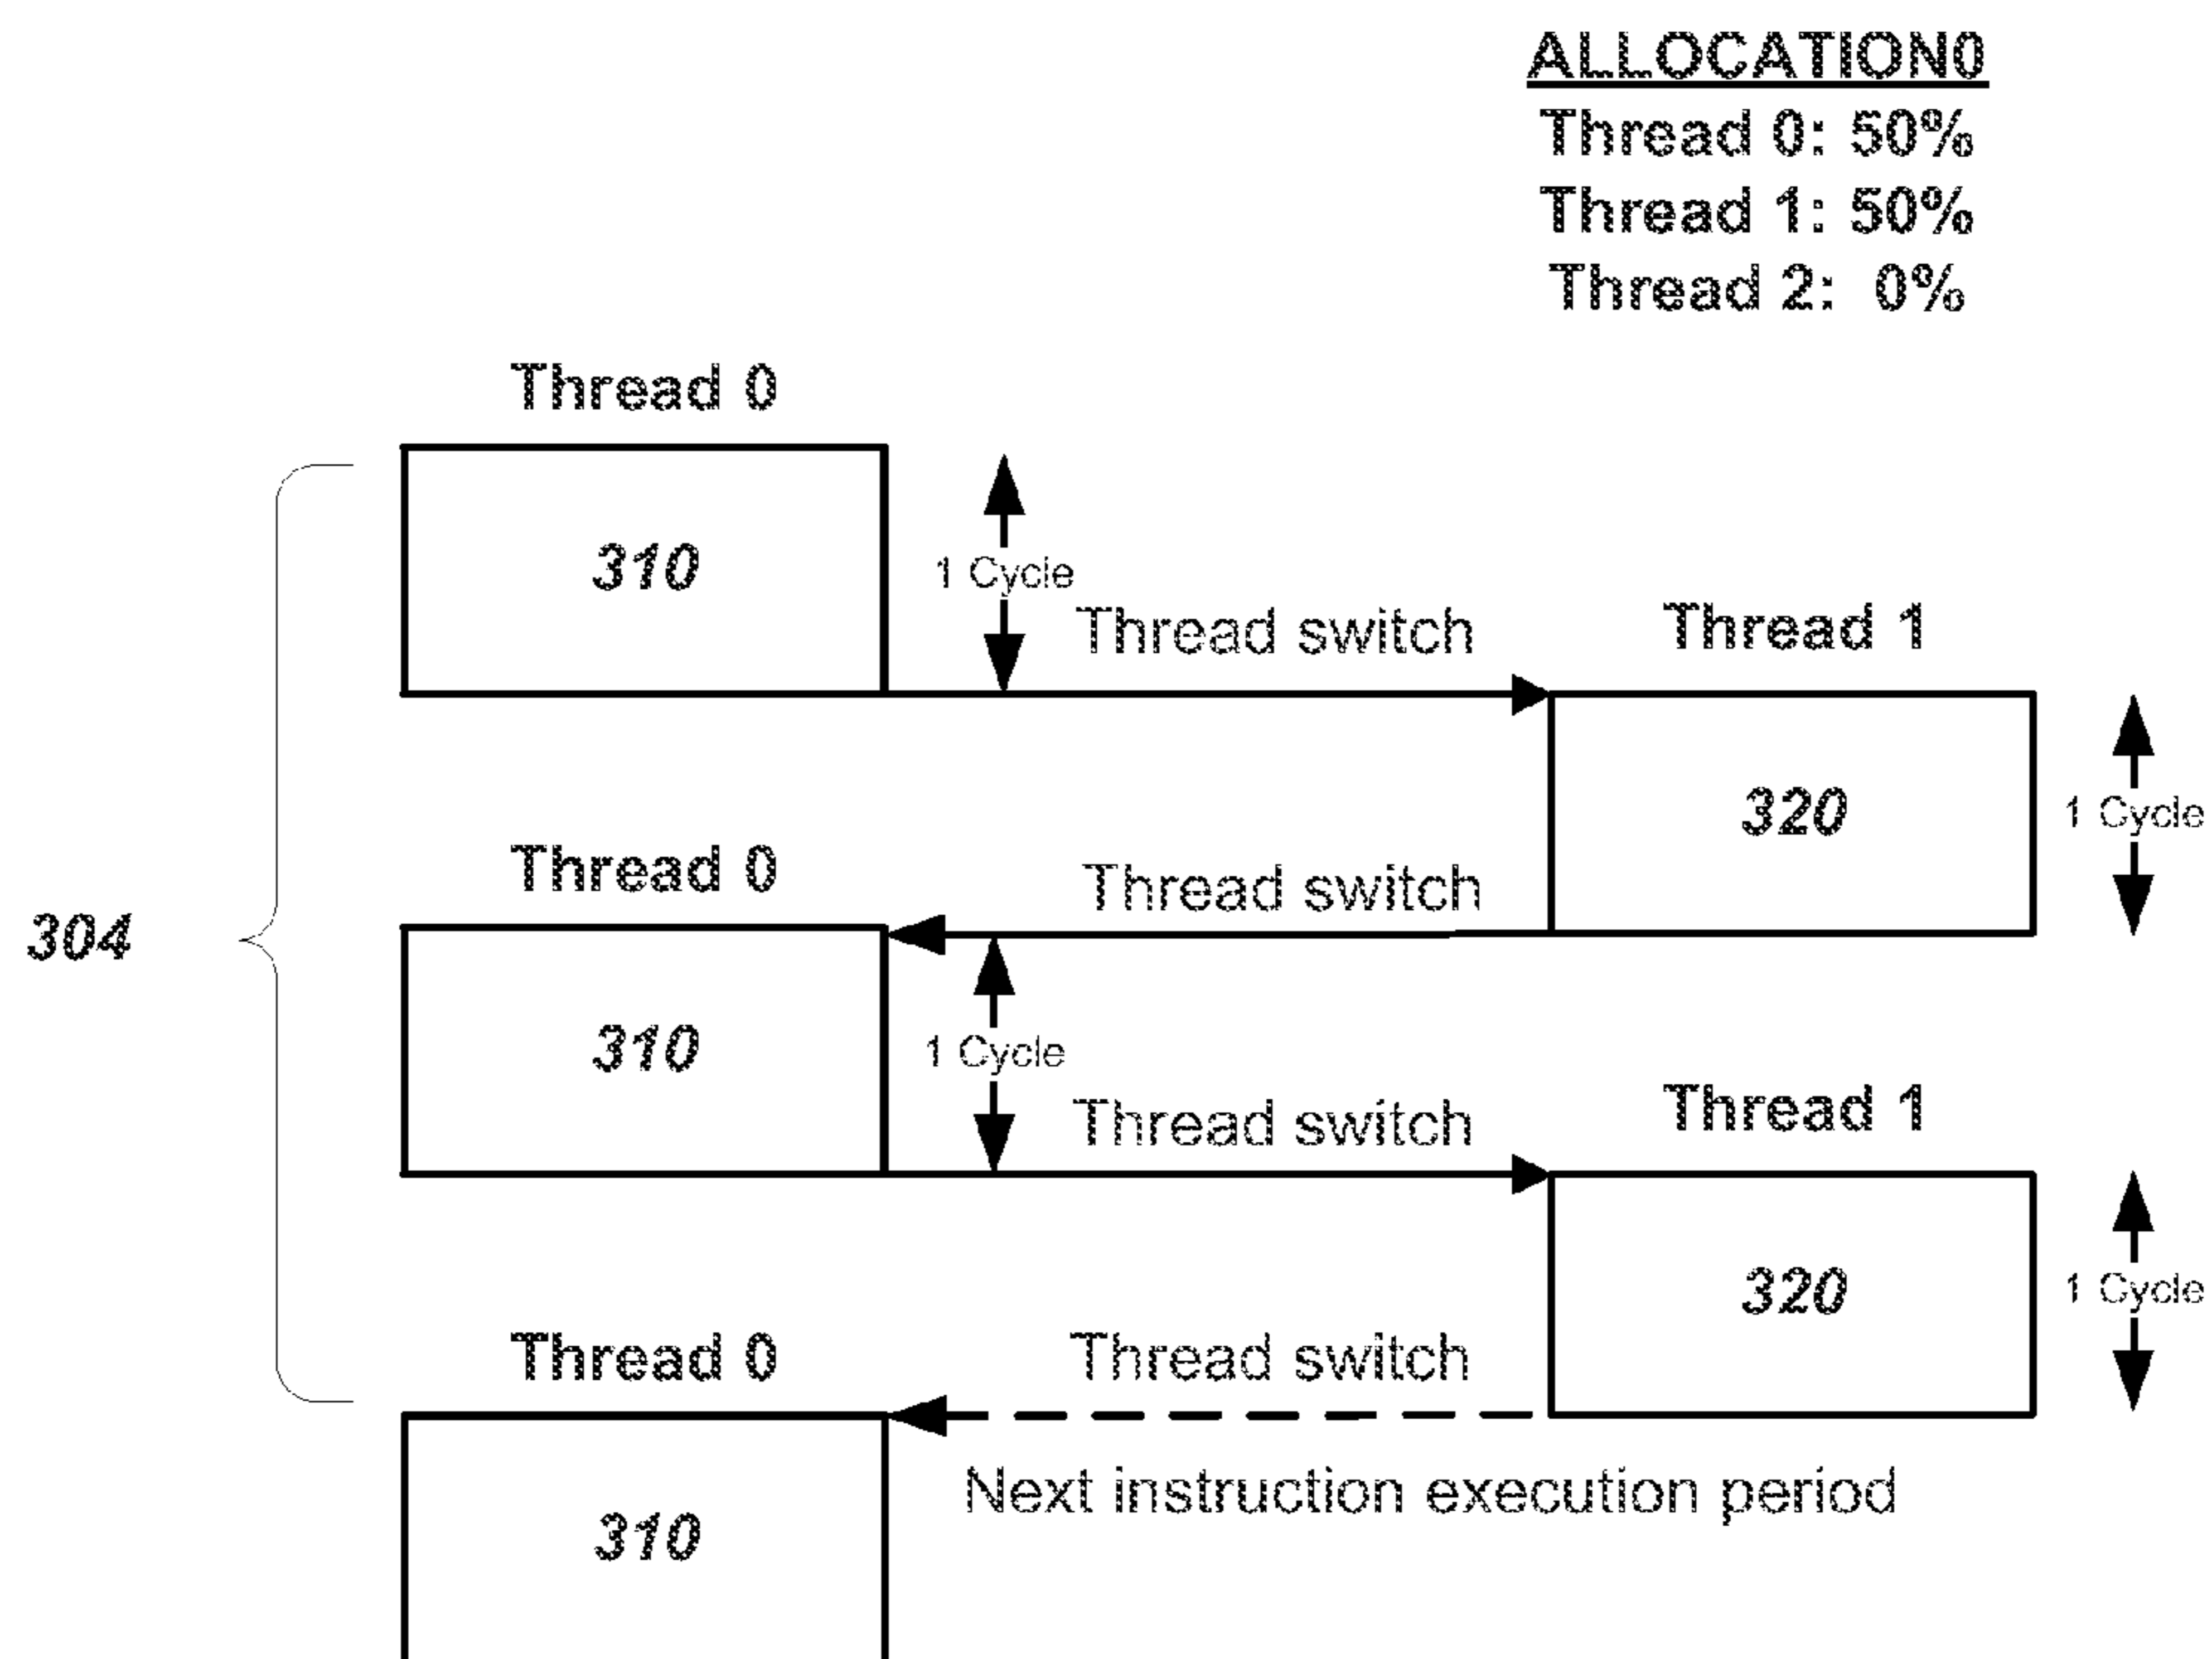 ALLOCATION0
Thread 0: 50%
Thread 1: 50%
Thread 2: 0%
Thread 0
310
1 Cycle
Thread switch
Thread 1
320
1 Cycle
Thread 0
Thread switch
304
310
1 Cycle
Thread switch
Thread 1
320
1 Cycle
Thread 0
Thread switch
Next instruction execution period
310